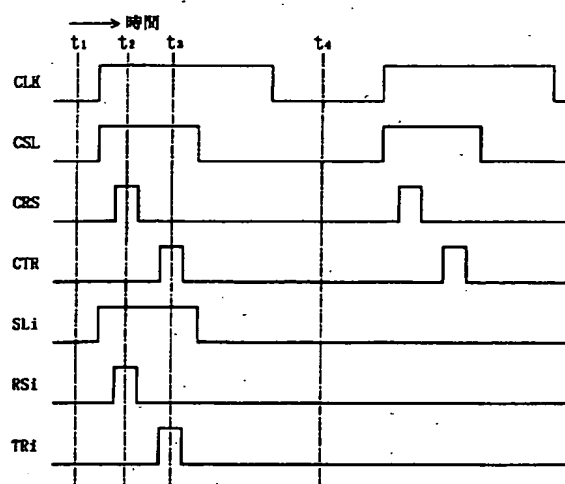 時間
t₁ t₂ t₃ t₄
CLK
CSL
CRS
CTR
SLi
RSi
TRi